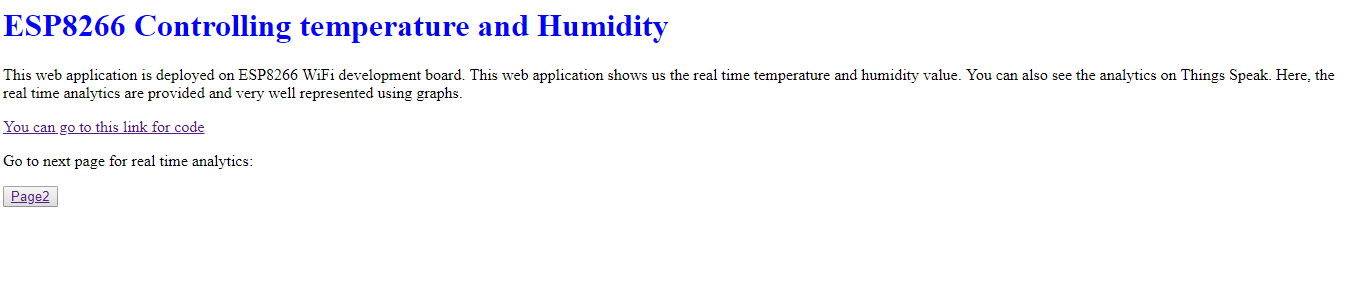 ESP8266 Controlling temperature and Humidity
This web application is deployed on ESP8266 WiFi development board. This web application shows us the real time temperature and humidity value. You can also see the analytics on Things Speak. Here, the
real time analytics are provided and very well represented using graphs.
You can go to this link for code
Go to next page for real time analytics:
Page2